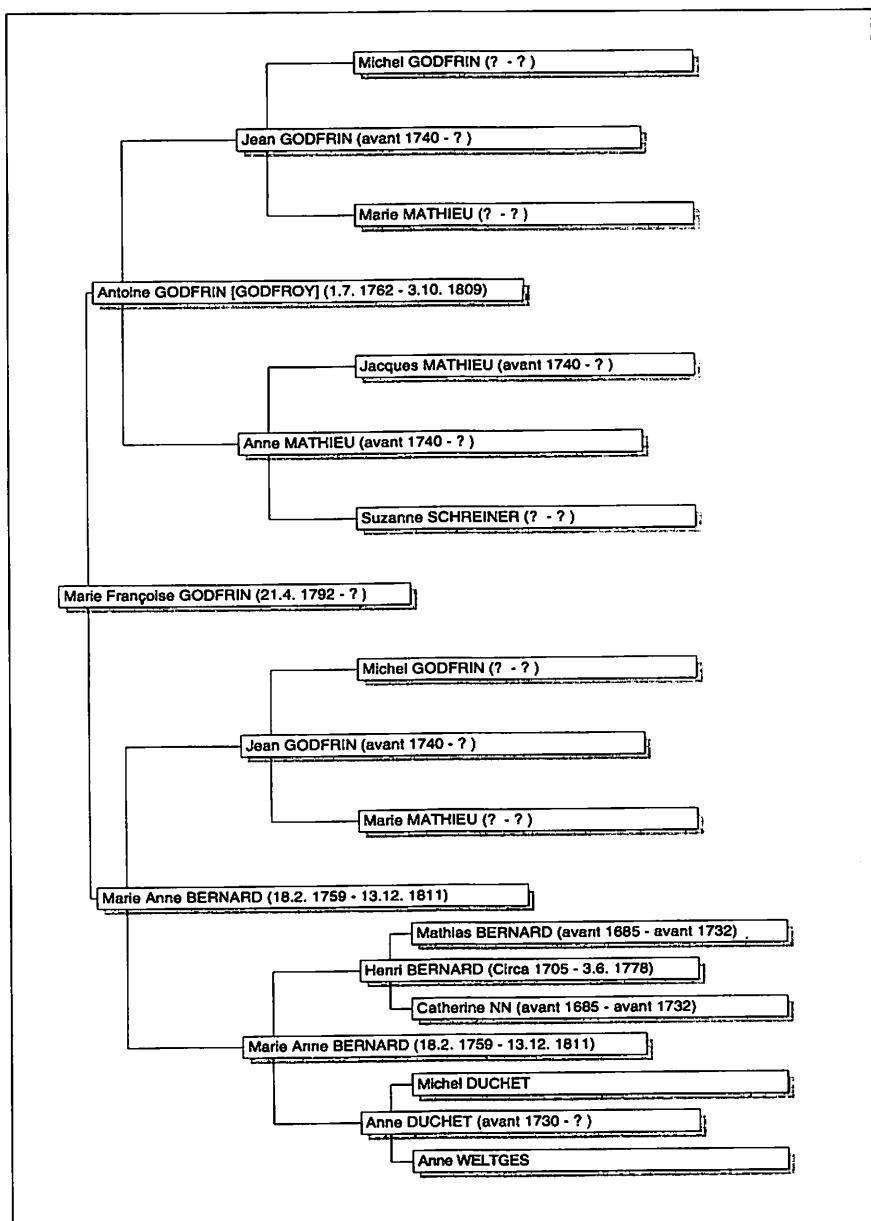 Michel GODFRIN (? - ? )
Jean GODFRIN (avant 1740 - ? )
Marie MATHIEU (? - ? )
Antoine GODFRIN [GODFROY] (1.7. 1762 - 3.10. 1809)
Jacques MATHIEU (avant 1740 - ? )
Anne MATHIEU (avant 1740 - ? )
Suzanne SCHREINER (? - ? )
Marie Françoise GODFRIN (21.4. 1792 - ? )
Michel GODFRIN (? - ? )
Jean GODFRIN (avant 1740 - ? )
Marie MATHIEU (? - ? )
Marie Anne BERNARD (18.2. 1759 - 13.12. 1811)
Mathias BERNARD (avant 1685 - avant 1732)
Henri BERNARD (Circa 1705 - 3.6. 1778)
Catherine NN (avant 1685 - avant 1732)
Marie Anne BERNARD (18.2. 1759 - 13.12. 1811)
Michel DUCHET
Anne DUCHET (avant 1730 - ? )
Anne WELTGES